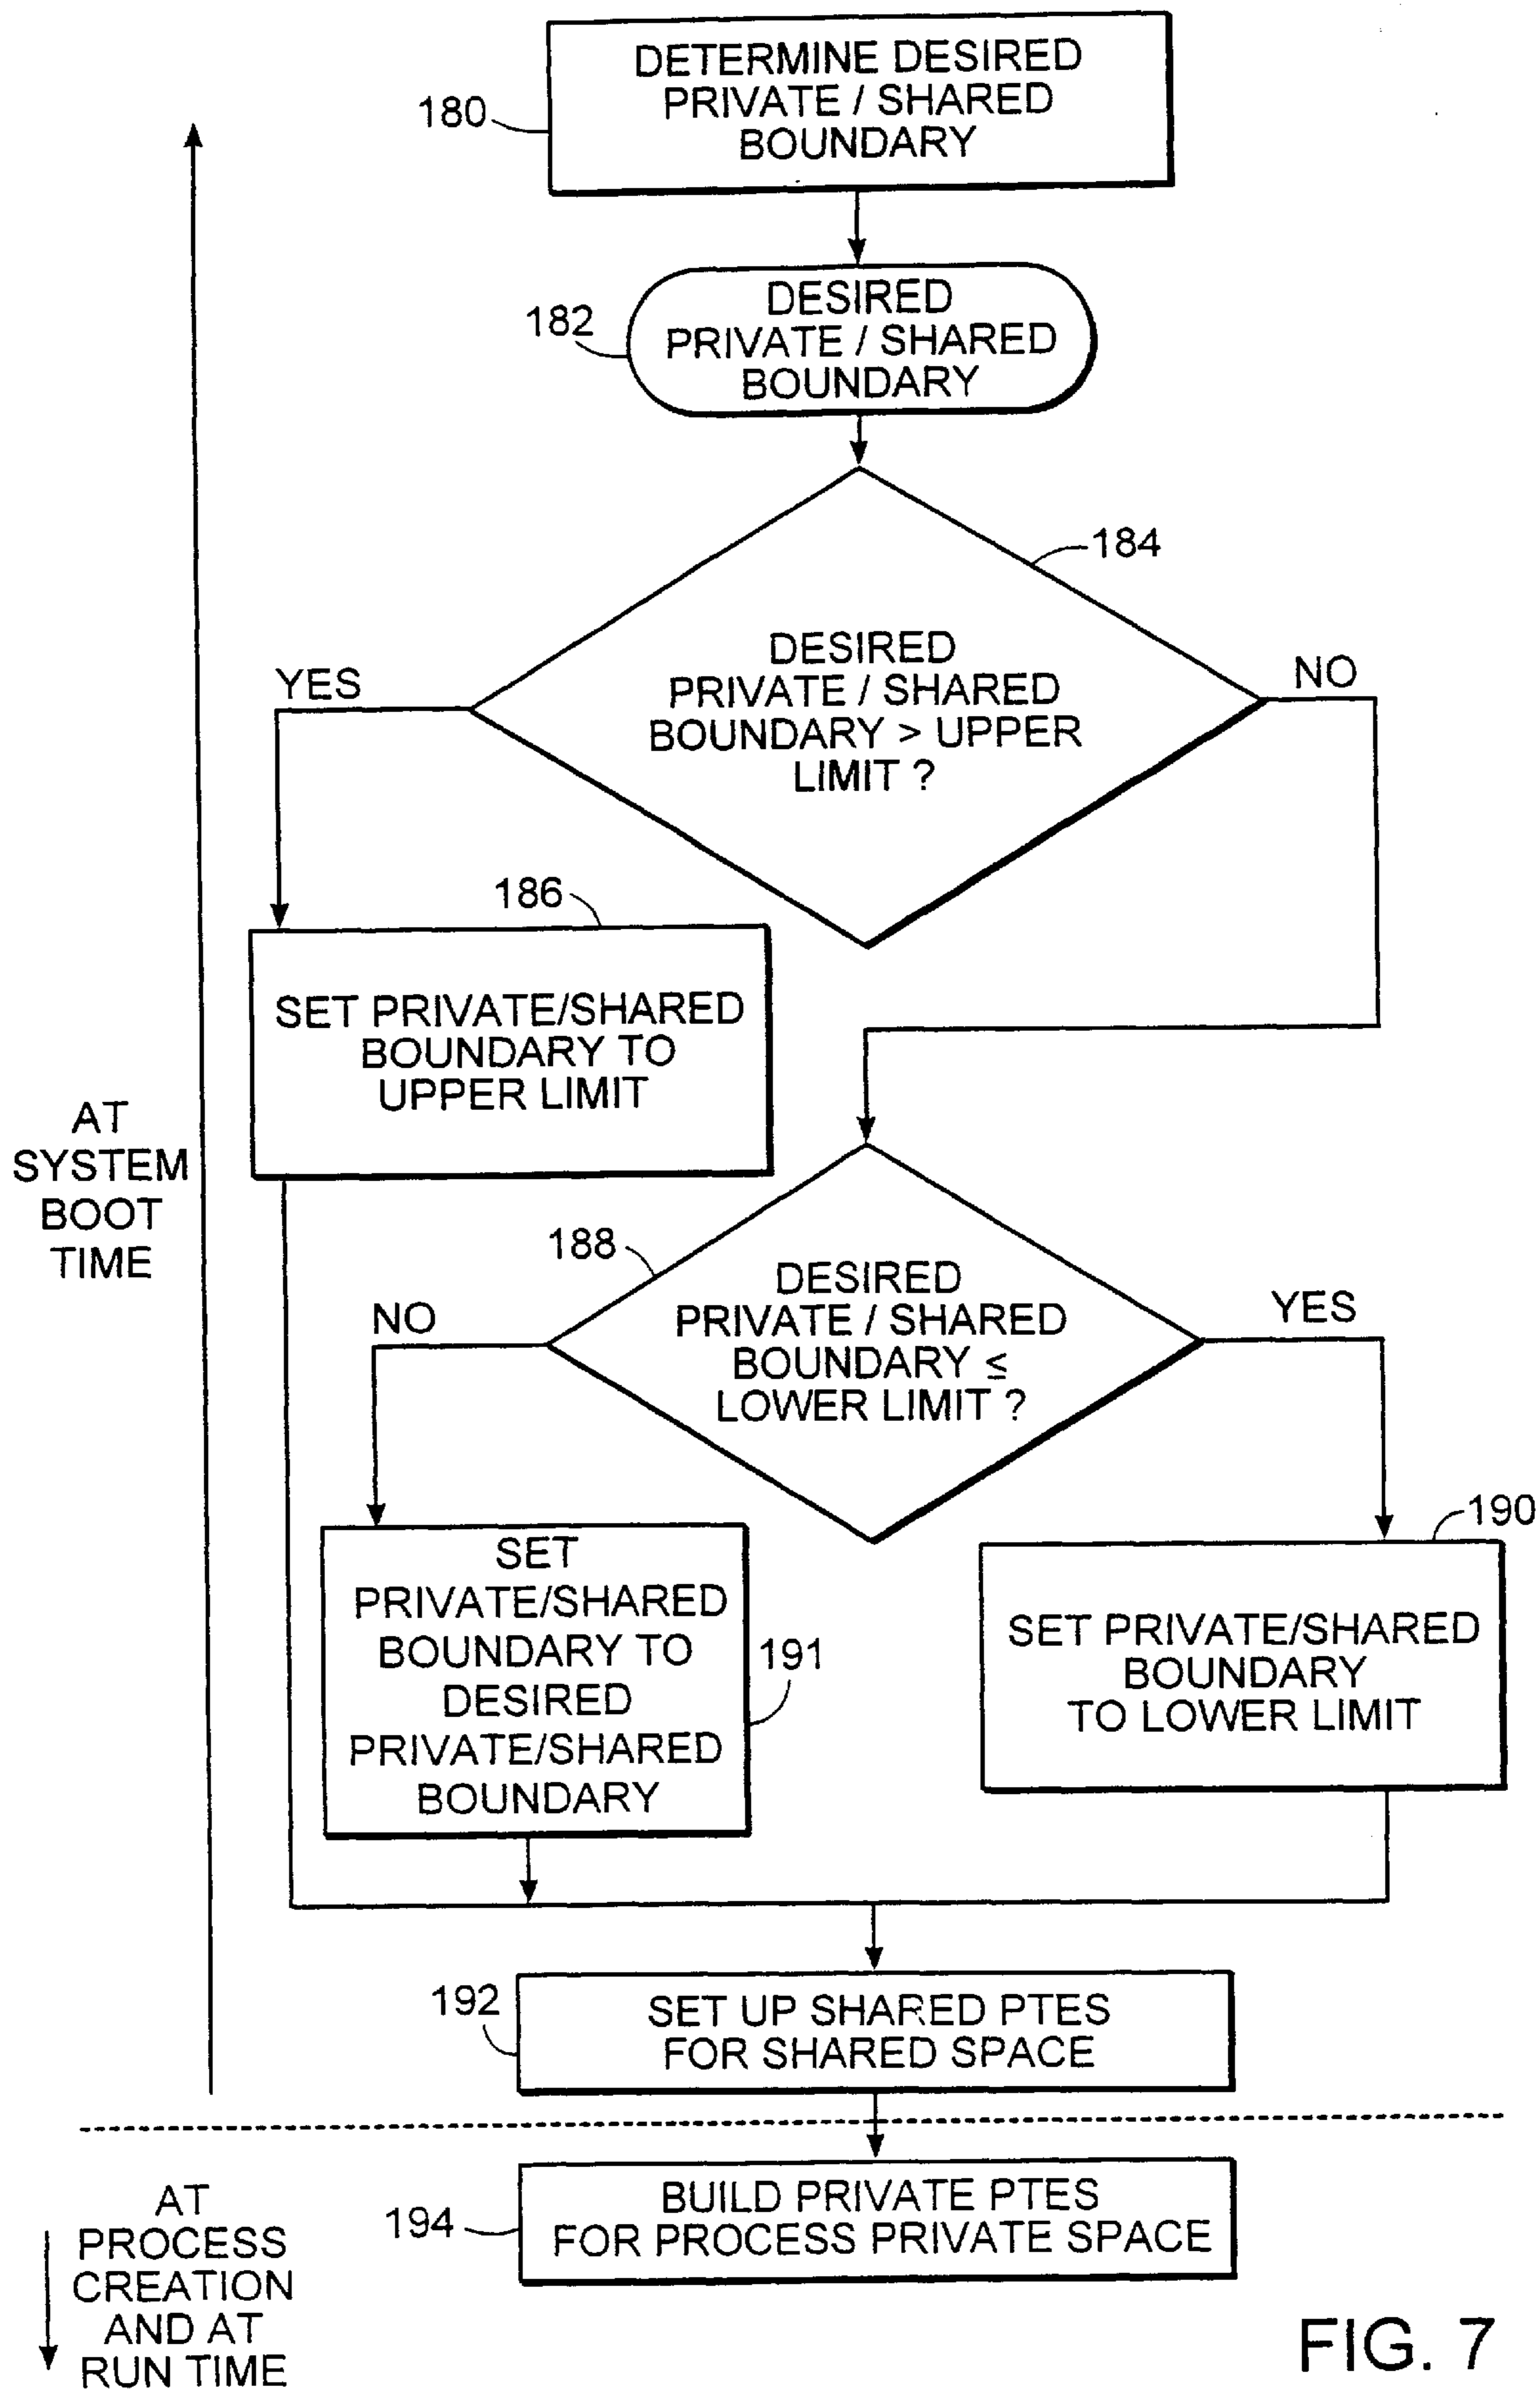 DETERMINE DESIRED
PRIVATE / SHARED
BOUNDARY
180
DESIRED
PRIVATE / SHARED
BOUNDARY
182
184
DESIRED
PRIVATE / SHARED
BOUNDARY > UPPER
LIMIT ?
YES
NO
186
SET PRIVATE/SHARED
BOUNDARY TO
UPPER LIMIT
AT
SYSTEM
BOOT
TIME
188
DESIRED
PRIVATE / SHARED
BOUNDARY ≤
LOWER LIMIT ?
NO
YES
190
SET
PRIVATE/SHARED
BOUNDARY TO
DESIRED
PRIVATE/SHARED
BOUNDARY
191
SET PRIVATE/SHARED
BOUNDARY
TO LOWER LIMIT
192
SET UP SHARED PTES
FOR SHARED SPACE
194
BUILD PRIVATE PTES
FOR PROCESS PRIVATE SPACE
AT
PROCESS
CREATION
AND AT
RUN TIME
FIG. 7